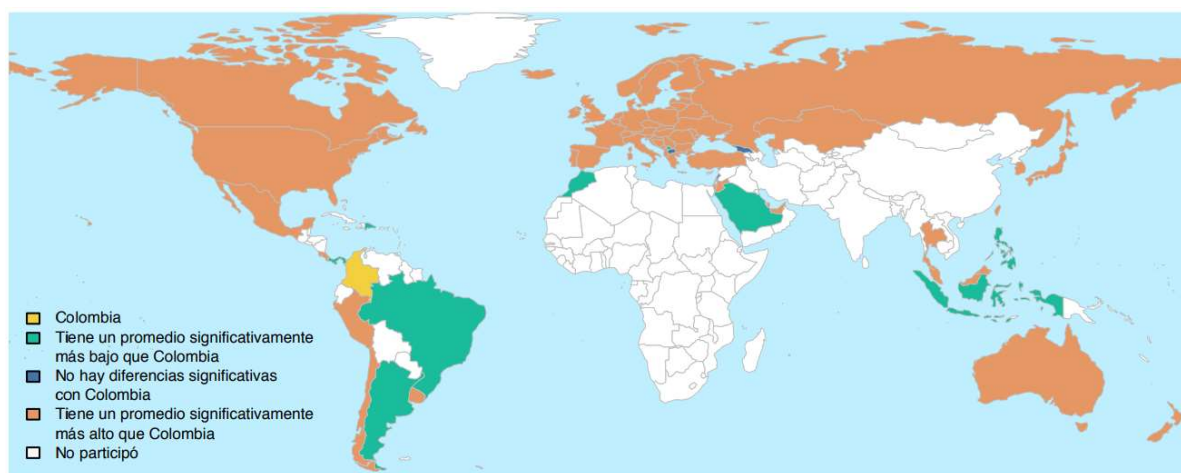 Colombia
Tiene un promedio significativamente
más bajo que Colombia
No hay diferencias significativas
con Colombia
Tiene un promedio significativamente
más alto que Colombia
No participó